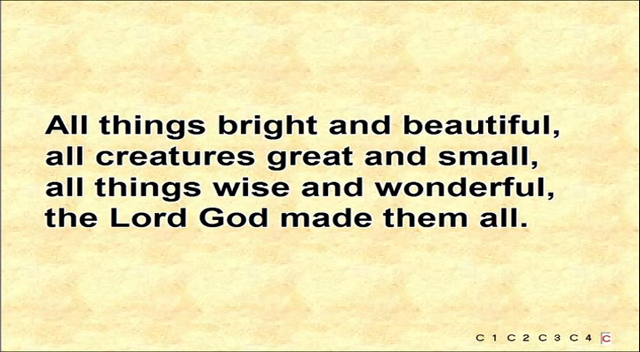 All things bright and beautiful,
all creatures great and small,
all things wise and wonderful,
the Lord God made them all.
C 1 C 2 C 3 C 4 C